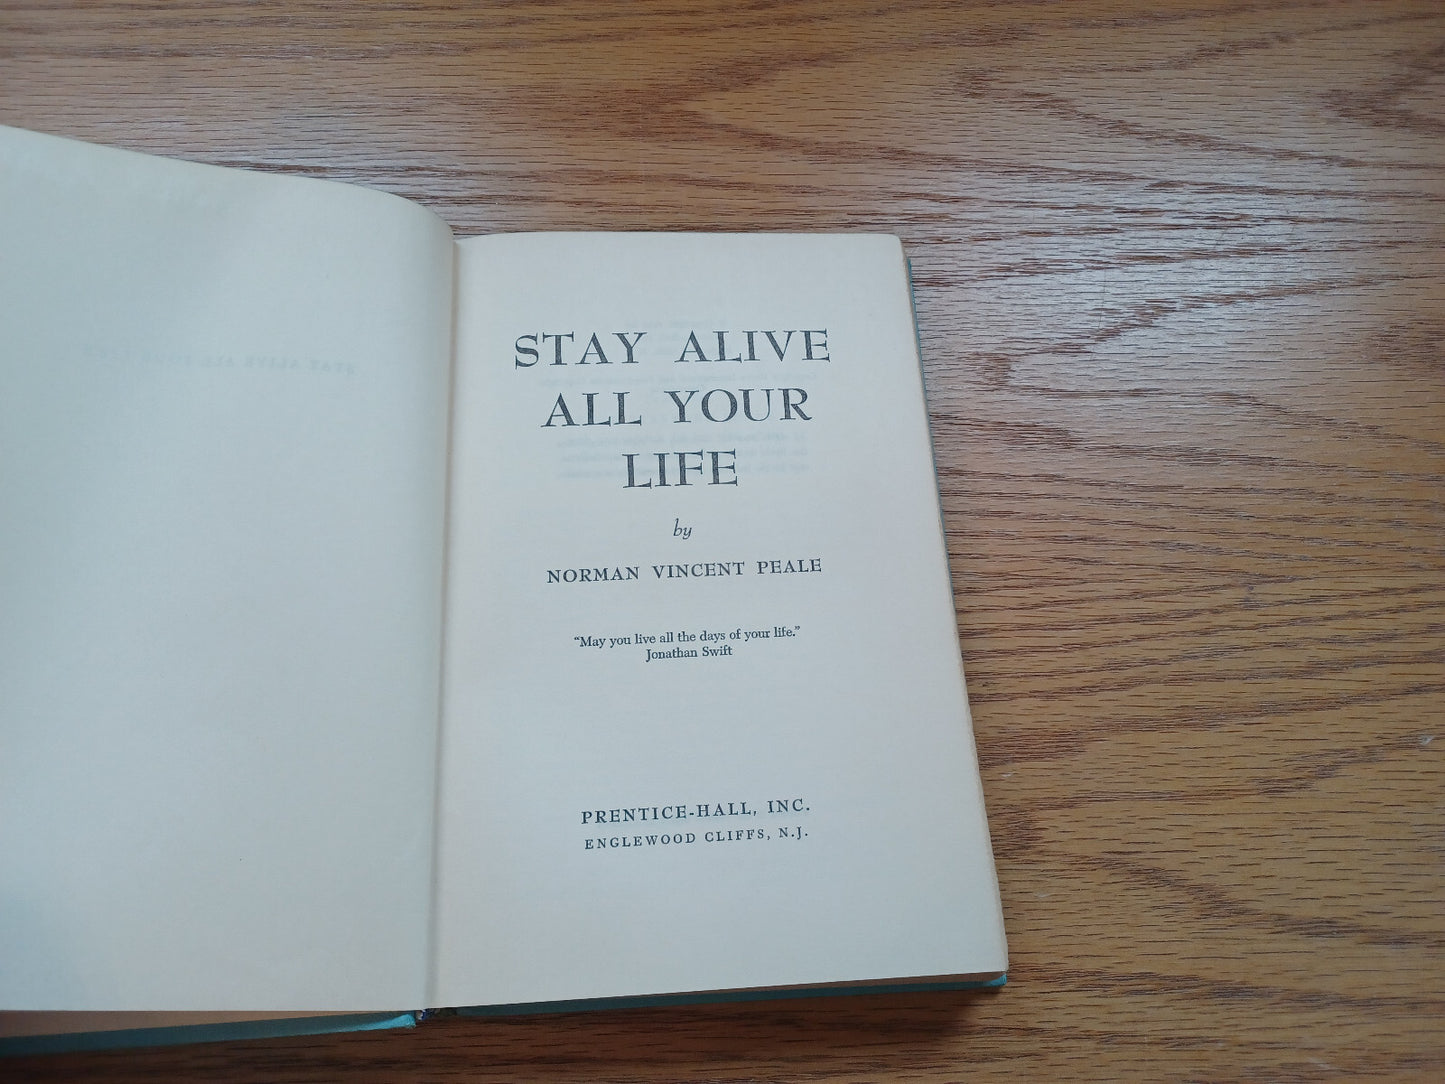 STAY ALIVE
ALL YOUR
LIFE
by
NORMAN VINCENT PEALE
“May you live all the days of your life.”
Jonathan Swift
PRENTICE-HALL, INC.
ENGLEWOOD CLIFFS, N.J.